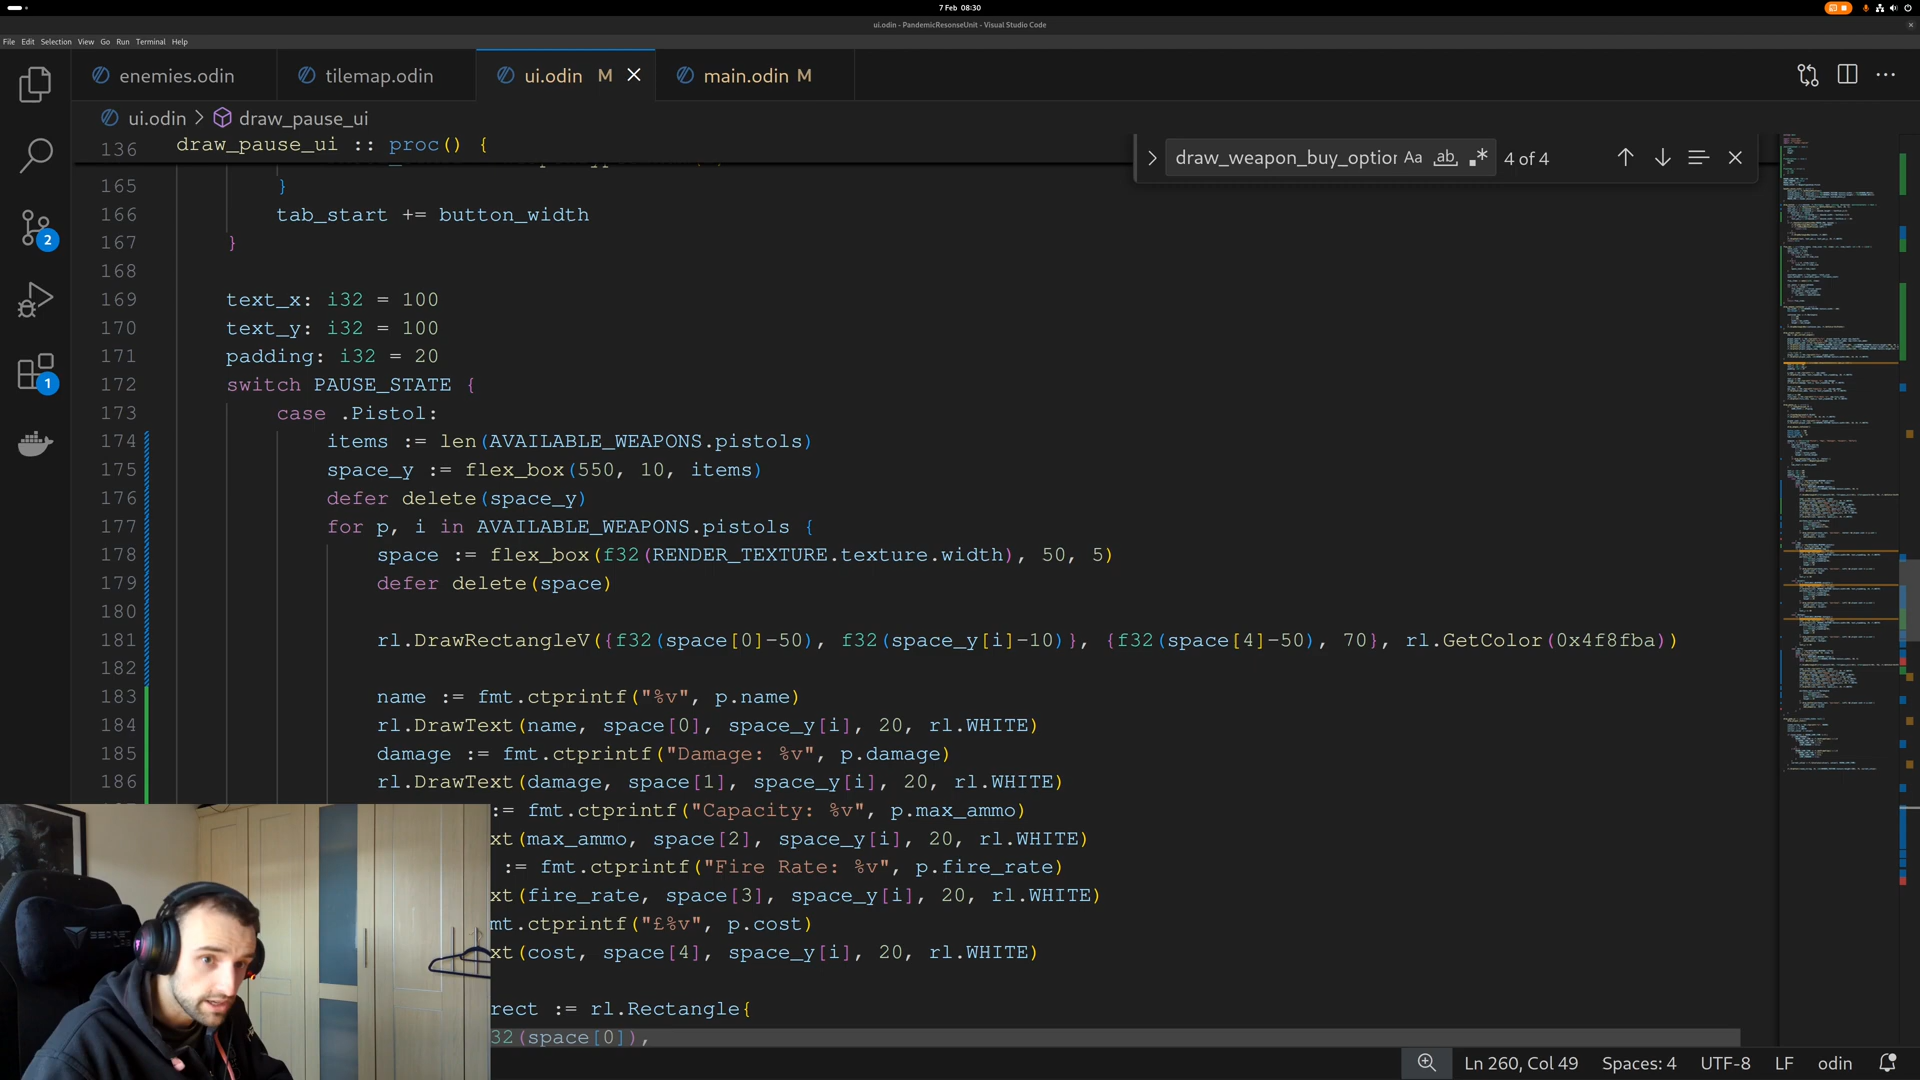 7 Feb 08:30
ui.odin - PandemicResonseUnit - Visual Studio Code
File Edit Selection View Go Run Terminal Help
enemies.odin tilemap.odin ui.odin M main.odin M
ui.odin > draw_pause_ui
136 draw_pause_ui :: proc() {
draw_weapon_buy_option Aa ab .* 4 of 4
165 }
166 tab_start += button_width
167 }
168
169 text_x: i32 = 100
170 text_y: i32 = 100
171 padding: i32 = 20
172 switch PAUSE_STATE {
173 case .Pistol:
174 items := len(AVAILABLE_WEAPONS.pistols)
175 space_y := flex_box(550, 10, items)
176 defer delete(space_y)
177 for p, i in AVAILABLE_WEAPONS.pistols {
178 space := flex_box(f32(RENDER_TEXTURE.texture.width), 50, 5)
179 defer delete(space)
180
181 rl.DrawRectangleV({f32(space[0]-50), f32(space_y[i]-10)}, {f32(space[4]-50), 70}, rl.GetColor(0x4f8fba))
182
183 name := fmt.ctprintf("%v", p.name)
184 rl.DrawText(name, space[0], space_y[i], 20, rl.WHITE)
185 damage := fmt.ctprintf("Damage: %v", p.damage)
186 rl.DrawText(damage, space[1], space_y[i], 20, rl.WHITE)
:= fmt.ctprintf("Capacity: %v", p.max_ammo)
xt(max_ammo, space[2], space_y[i], 20, rl.WHITE)
:= fmt.ctprintf("Fire Rate: %v", p.fire_rate)
xt(fire_rate, space[3], space_y[i], 20, rl.WHITE)
mt.ctprintf("£%v", p.cost)
xt(cost, space[4], space_y[i], 20, rl.WHITE)
rect := rl.Rectangle{
32(space[0]),
2
1
SECRET
Ln 260, Col 49 Spaces: 4 UTF-8 LF odin